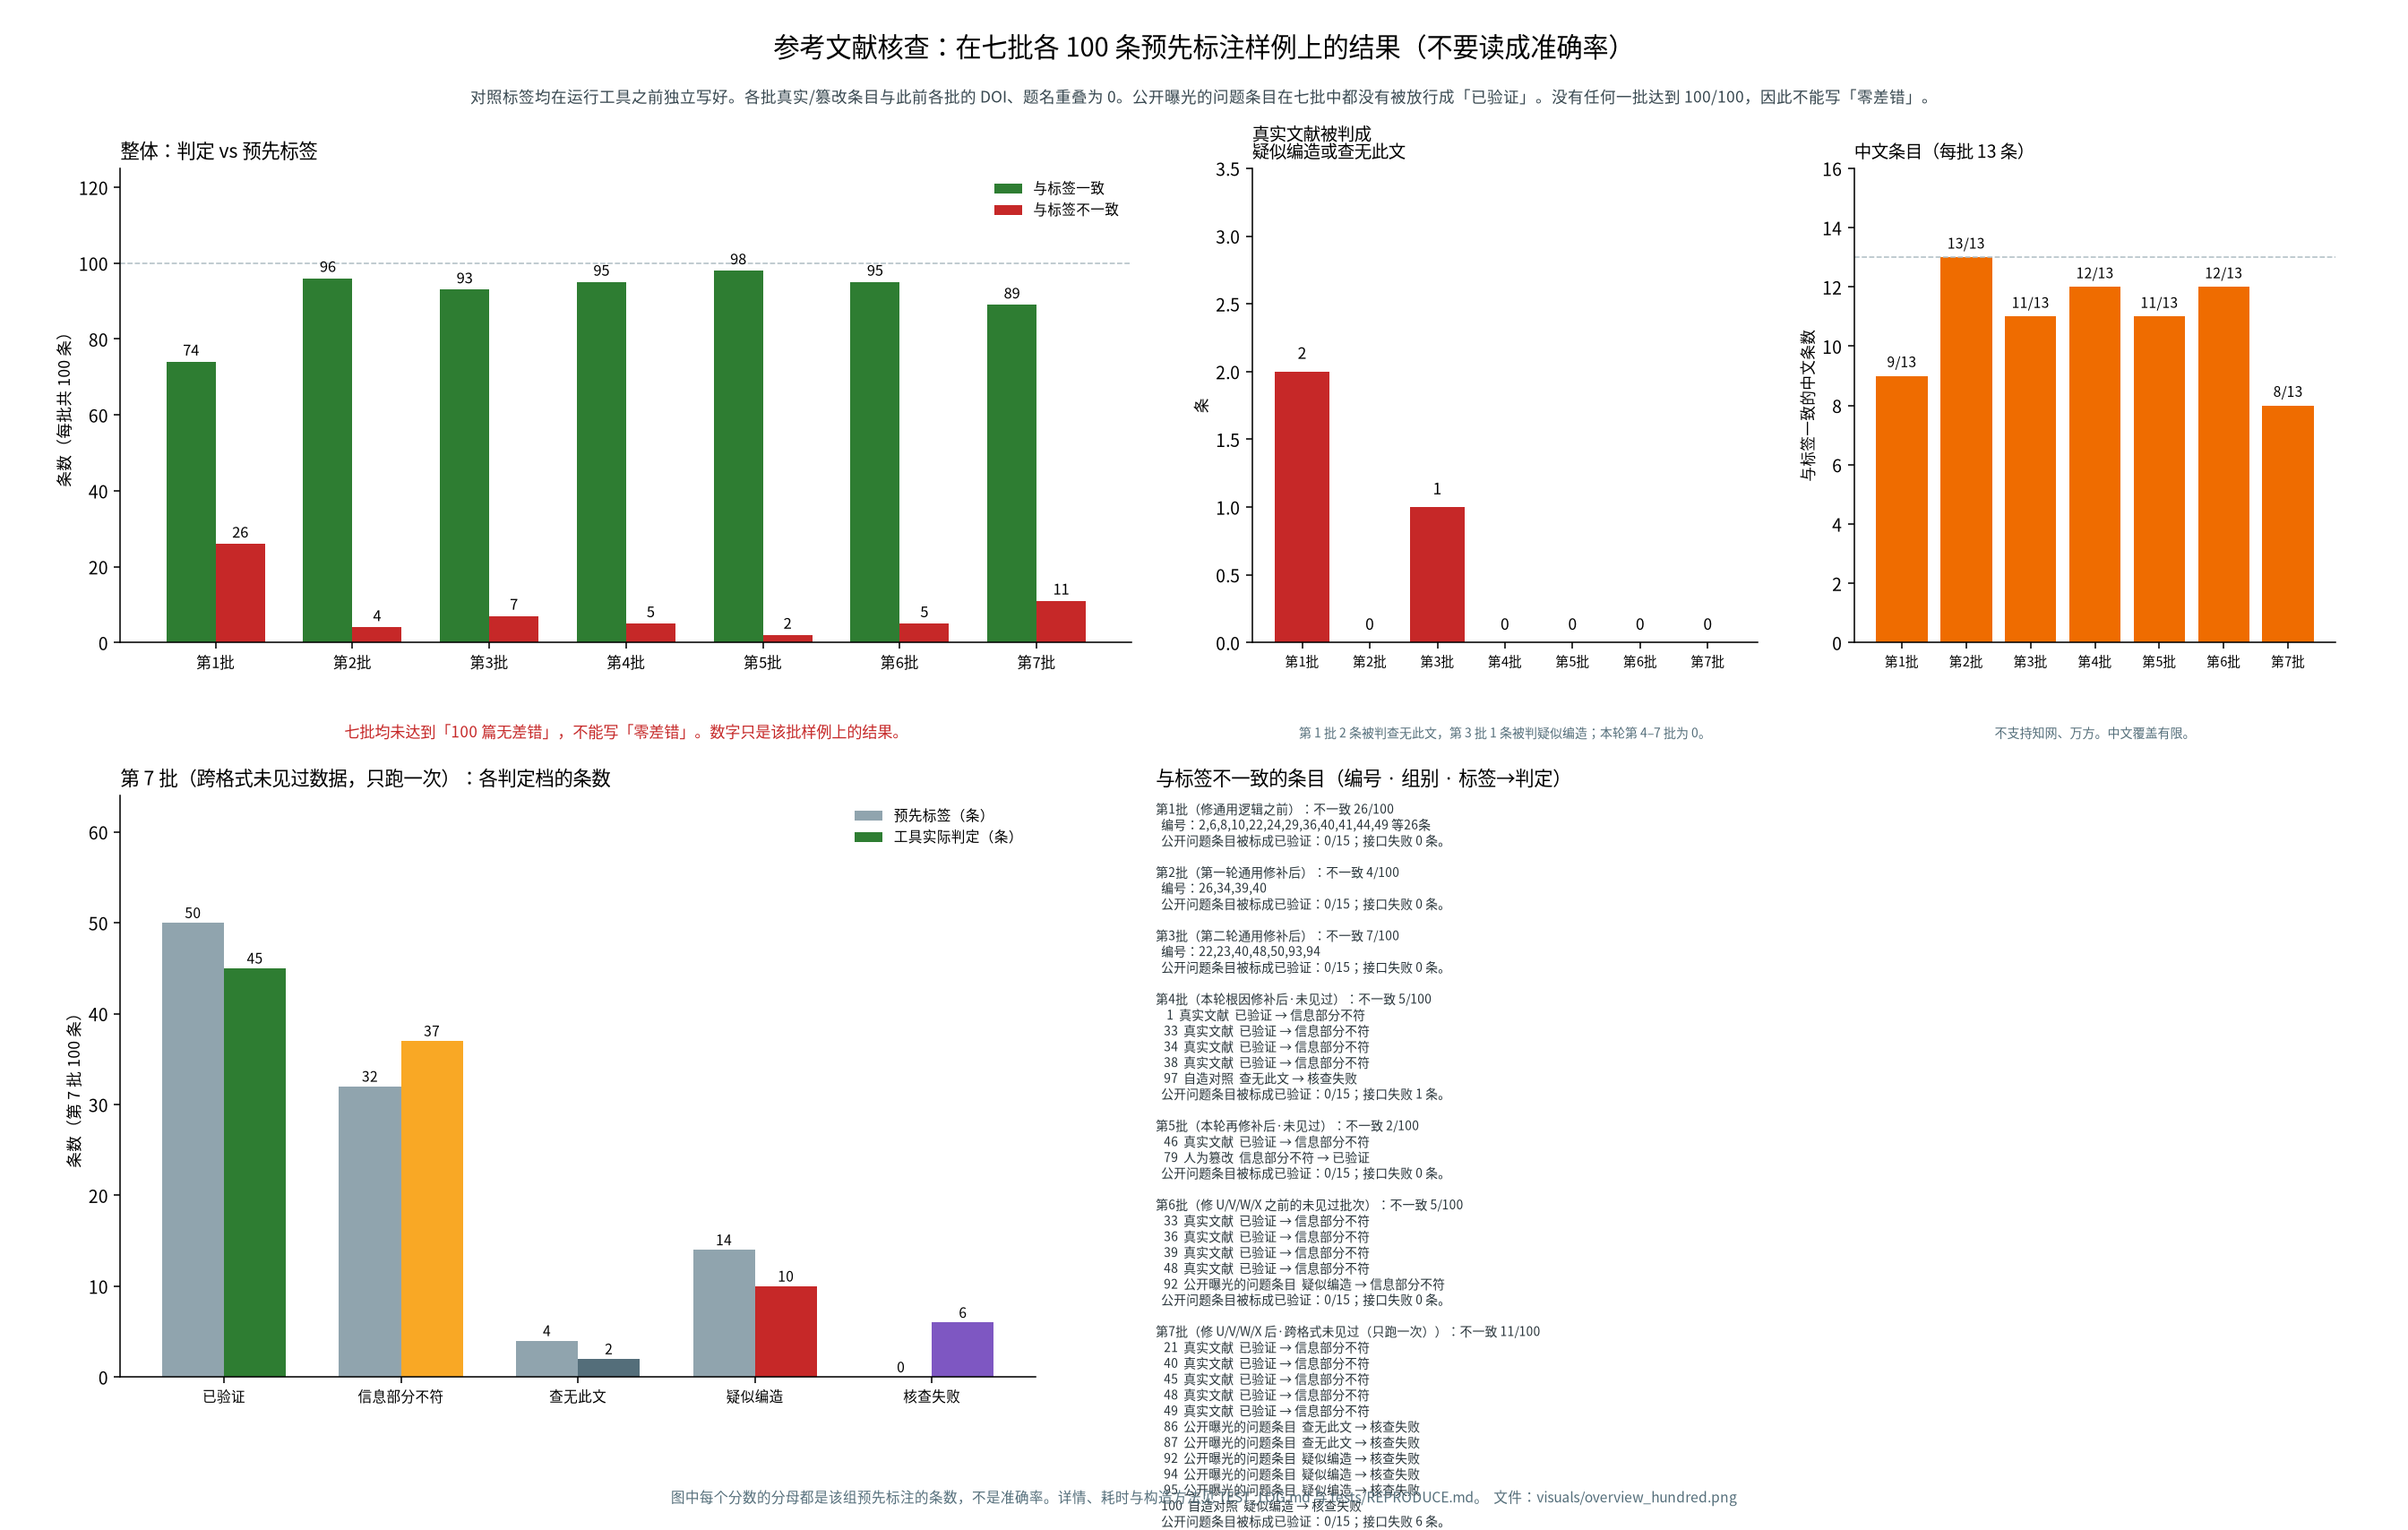 参考文献核查：在七批各 100 条预先标注样例上的结果（不要读成准确率）
对照标签均在运行工具之前独立写好。各批真实/篡改条目与此前各批的 DOI、题名重叠为 0。公开曝光的问题条目在七批中都没有被放行成「已验证」。没有任何一批达到 100/100，因此不能写「零差错」。
整体：判定 vs 预先标签
条数（每批共 100 条）
120
100
80
60
40
20
0
与标签一致
与标签不一致
74
26
96
4
93
7
95
5
98
2
95
5
89
11
第1批
第2批
第3批
第4批
第5批
第6批
第7批
七批均未达到「100 篇无差错」，不能写「零差错」。数字只是该批样例上的结果。
真实文献被判成
疑似编造或查无此文
条
3.5
3.0
2.5
2.0
1.5
1.0
0.5
0.0
2
0
1
0
0
0
0
第1批
第2批
第3批
第4批
第5批
第6批
第7批
第 1 批 2 条被判查无此文，第 3 批 1 条被判疑似编造；本轮第 4–7 批为 0。
中文条目（每批 13 条）
与标签一致的中文条数
16
14
12
10
8
6
4
2
0
9/13
13/13
11/13
12/13
11/13
12/13
8/13
第1批
第2批
第3批
第4批
第5批
第6批
第7批
不支持知网、万方。中文覆盖有限。
第 7 批（跨格式未见过数据，只跑一次）：各判定档的条数
条数（第 7 批 100 条）
60
50
40
30
20
10
0
预先标签（条）
工具实际判定（条）
50
45
32
37
4
2
14
10
0
6
已验证
信息部分不符
查无此文
疑似编造
核查失败
与标签不一致的条目（编号 · 组别 · 标签→判定）
第1批（修通用逻辑之前）：不一致 26/100
编号：2,6,8,10,22,24,29,36,40,41,44,49 等26条
公开问题条目被标成已验证：0/15；接口失败 0 条。
第2批（第一轮通用修补后）：不一致 4/100
编号：26,34,39,40
公开问题条目被标成已验证：0/15；接口失败 0 条。
第3批（第二轮通用修补后）：不一致 7/100
编号：22,23,40,48,50,93,94
公开问题条目被标成已验证：0/15；接口失败 0 条。
第4批（本轮根因修补后·未见过）：不一致 5/100
1 真实文献 已验证 → 信息部分不符
33 真实文献 已验证 → 信息部分不符
34 真实文献 已验证 → 信息部分不符
38 真实文献 已验证 → 信息部分不符
97 自造对照 查无此文 → 核查失败
公开问题条目被标成已验证：0/15；接口失败 1 条。
第5批（本轮再修补后·未见过）：不一致 2/100
46 真实文献 已验证 → 信息部分不符
79 人为篡改 信息部分不符 → 已验证
公开问题条目被标成已验证：0/15；接口失败 0 条。
第6批（修 U/V/W/X 之前的未见过批次）：不一致 5/100
33 真实文献 已验证 → 信息部分不符
36 真实文献 已验证 → 信息部分不符
39 真实文献 已验证 → 信息部分不符
48 真实文献 已验证 → 信息部分不符
92 公开曝光的问题条目 疑似编造 → 信息部分不符
公开问题条目被标成已验证：0/15；接口失败 0 条。
第7批（修 U/V/W/X 后·跨格式未见过（只跑一次））：不一致 11/100
21 真实文献 已验证 → 信息部分不符
40 真实文献 已验证 → 信息部分不符
45 真实文献 已验证 → 信息部分不符
48 真实文献 已验证 → 信息部分不符
49 真实文献 已验证 → 信息部分不符
86 公开曝光的问题条目 查无此文 → 核查失败
87 公开曝光的问题条目 查无此文 → 核查失败
92 公开曝光的问题条目 疑似编造 → 核查失败
94 公开曝光的问题条目 疑似编造 → 核查失败
95 公开曝光的问题条目 疑似编造 → 核查失败
100 自造对照 疑似编造 → 核查失败
公开问题条目被标成已验证：0/15；接口失败 6 条。
图中每个分数的分母都是该组预先标注的条数，不是准确率。详情、耗时与构造 REPRODUCE.md。 文件：visuals/overview_hundred.png